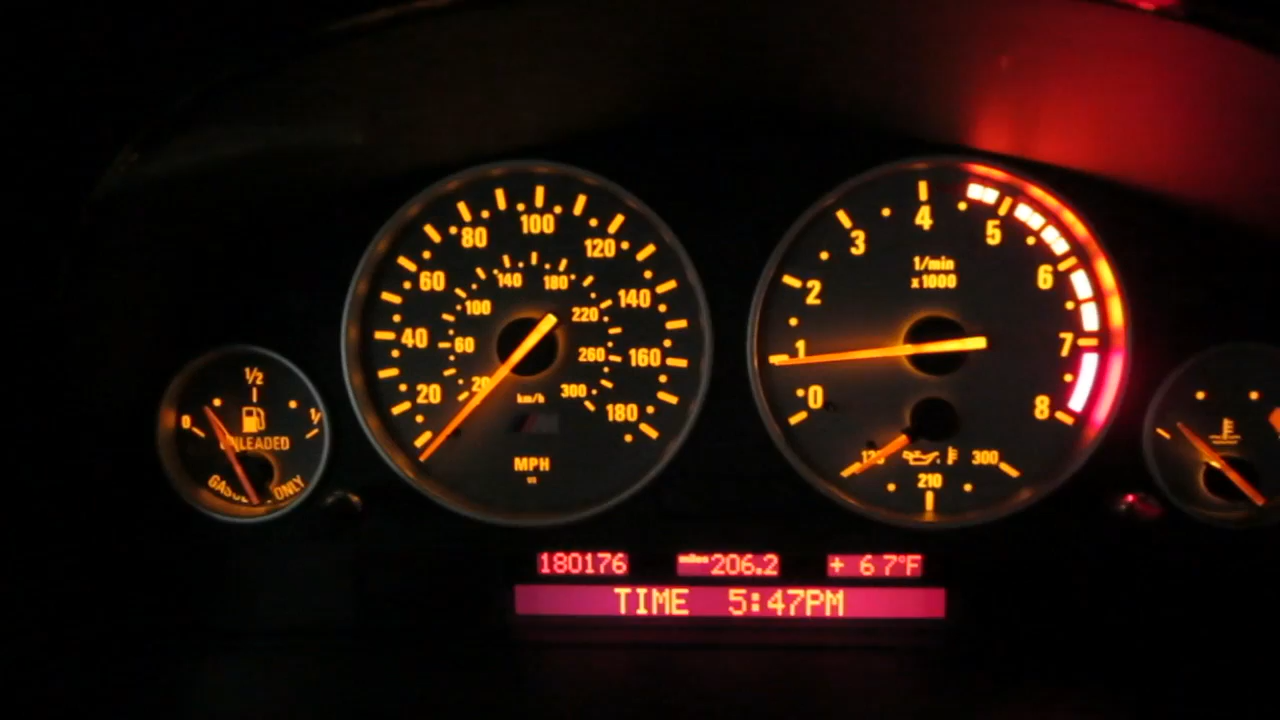 0 1/2 1/
UNLEADED
GASOLINE ONLY
20 40 60 80 100 120 140 160 180
20 60 100 140 180 220 260 300
km/h
MPH
0 1 2 3 4 5 6 7 8
1/min
x1000
210 300
180176 miles 206.2 + 67°F
TIME 5:47PM